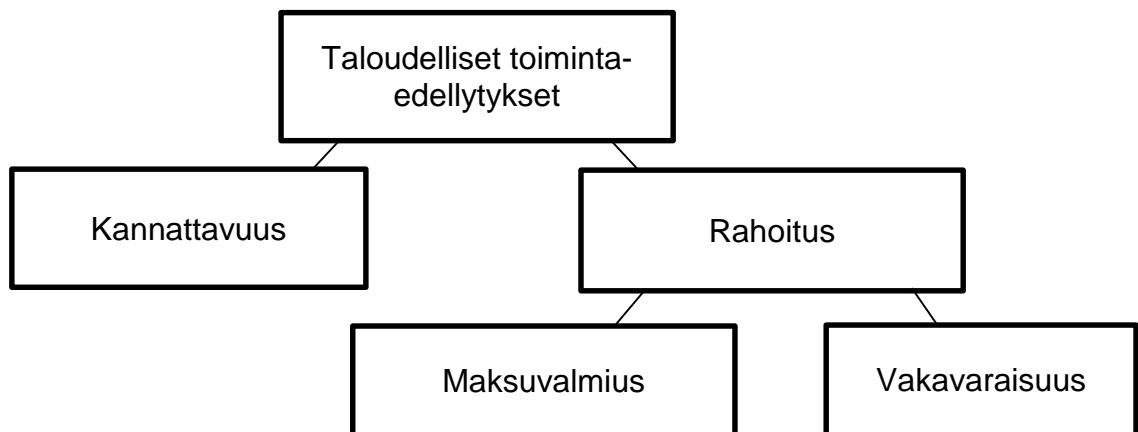 Taloudelliset toiminta-
edellytykset
Kannattavuus
Rahoitus
Maksuvalmius
Vakavaraisuus